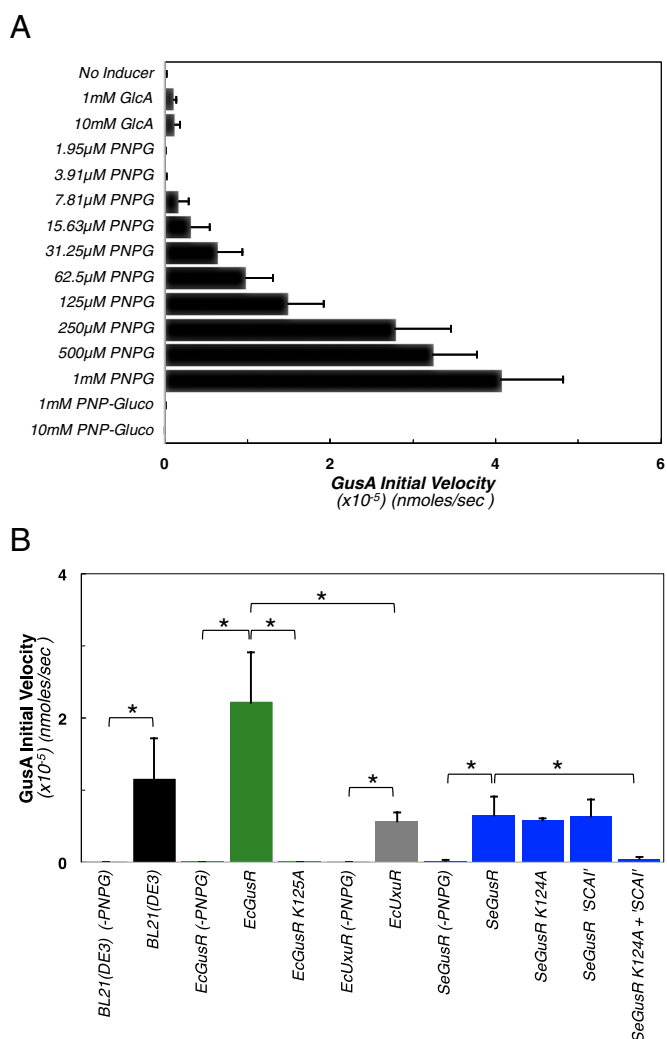 A
No Inducer
1mM GlcA
10mM GlcA
1.95µM PNPG
3.91µM PNPG
7.81µM PNPG
15.63µM PNPG
31.25µM PNPG
62.5µM PNPG
125µM PNPG
250µM PNPG
500µM PNPG
1mM PNPG
1mM PNP-Gluco
10mM PNP-Gluco
0 2 4 6
GusA Initial Velocity
(x10-5) (nmoles/sec )
B
GusA Initial Velocity
(x10-5) (nmoles/sec )
4
2
0
* * * * * * *
BL21(DE3) (-PNPG)
BL21(DE3)
EcGusR (-PNPG)
EcGusR
EcGusR K125A
EcUxuR (-PNPG)
EcUxuR
SeGusR (-PNPG)
SeGusR
SeGusR K124A
SeGusR 'SCAI'
SeGusR K124A + 'SCAI'